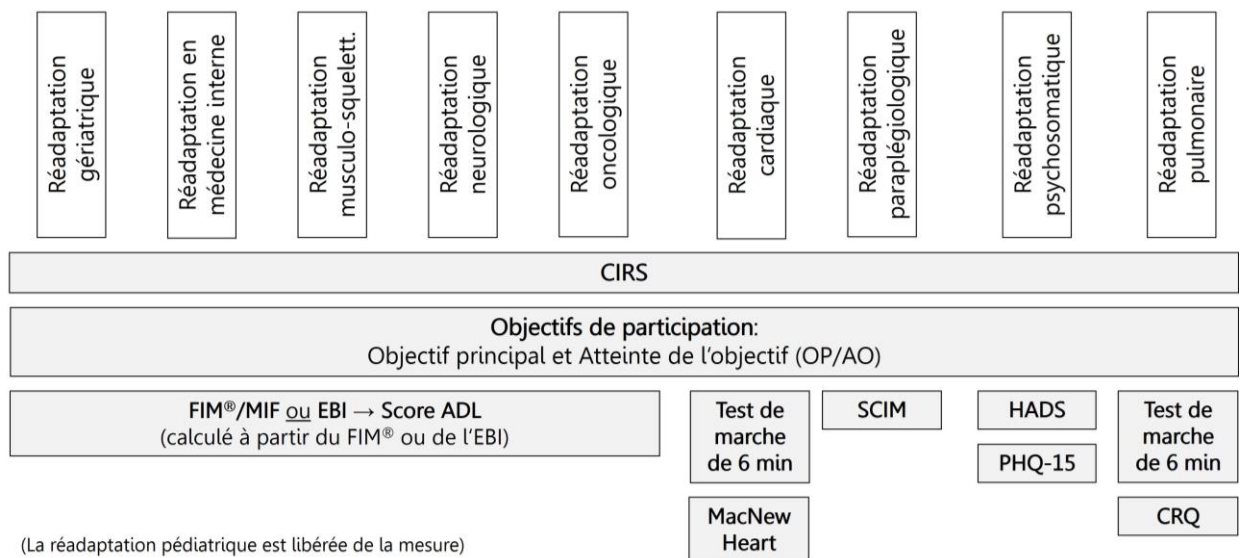 Réadaptation
gériatrique
Réadaptation en
médecine interne
Réadaptation
musculo-squelett.
Réadaptation
neurologique
Réadaptation
oncologique
Réadaptation
cardiaque
Réadaptation
paraplégiologique
Réadaptation
psychosomatique
Réadaptation
pulmonaire
CIRS
Objectifs de participation:
Objectif principal et Atteinte de l'objectif (OP/AO)
FIM®/MIF ou EBI → Score ADL
(calculé à partir du FIM® ou de l'EBI)
Test de
marche
de 6 min
MacNew
Heart
SCIM
HADS
PHQ-15
Test de
marche
de 6 min
CRQ
(La réadaptation pédiatrique est libérée de la mesure)